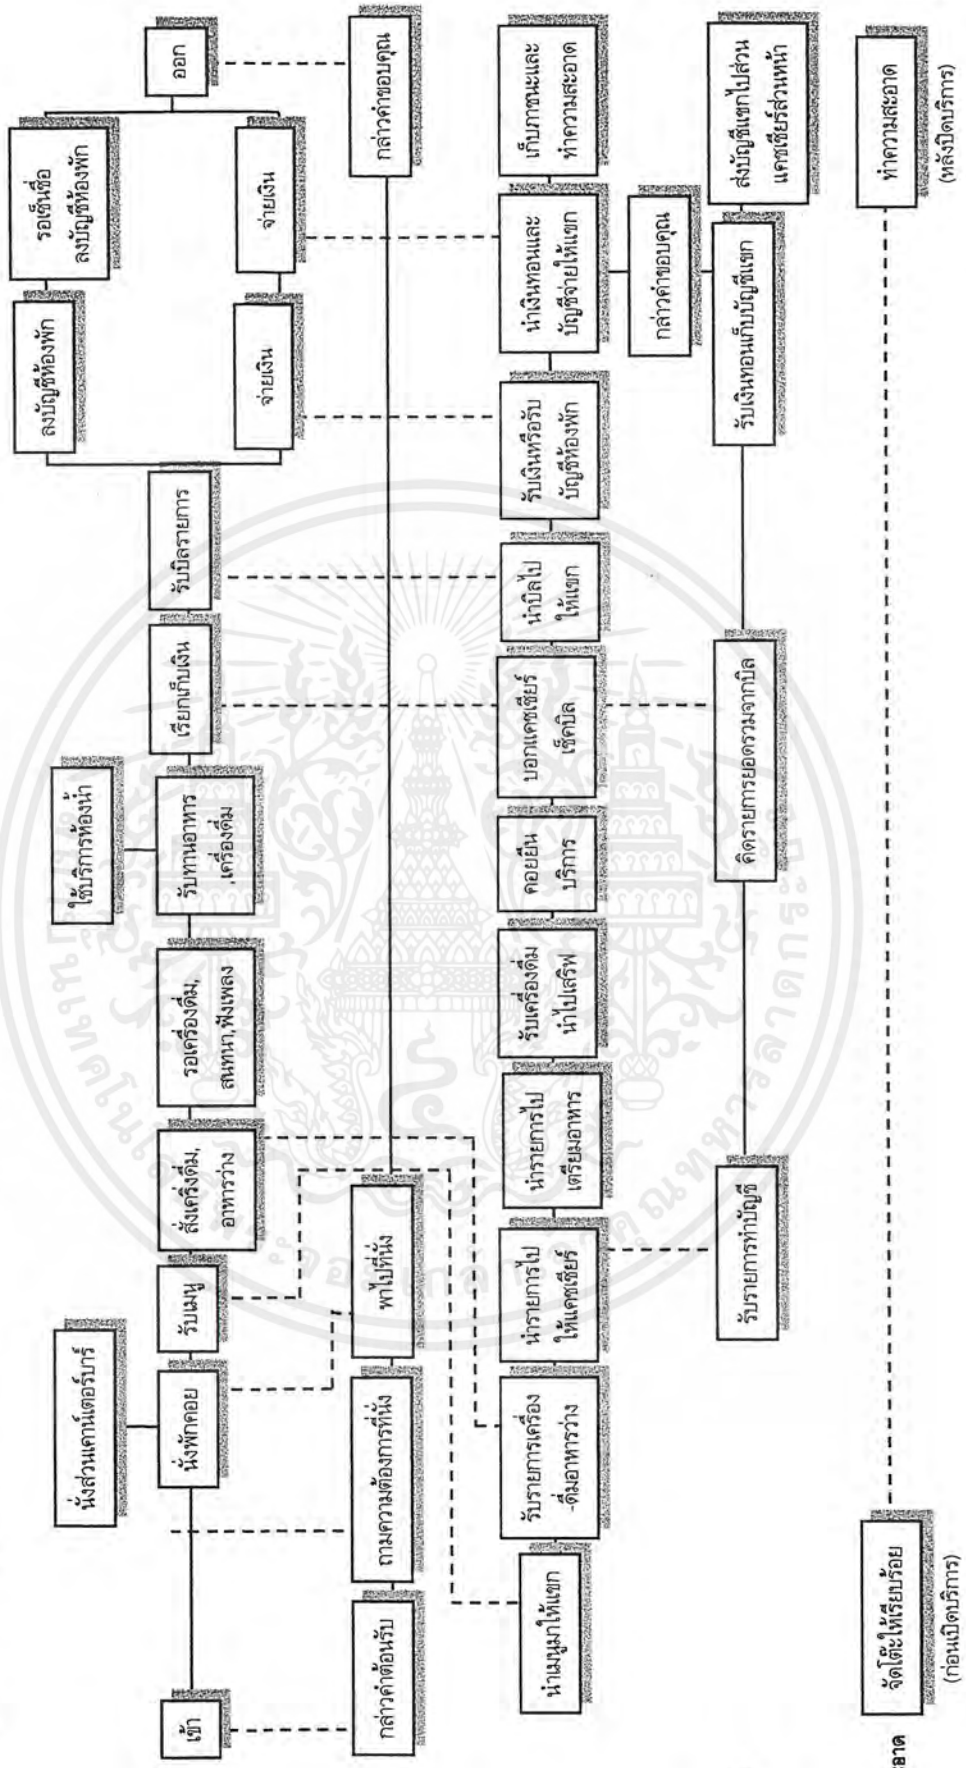 เข้า
นั่งส่วนเคาน์เตอร์บาร์
นั่งพักคอย
รับเมนู
สั่งเครื่งดื่ม,
อาหารว่าง
รอเครื่องดื่ม,
สนทนา,ฟังเพลง
ใช้บริการห้องน้ำ
รับทานอาหาร
,เครื่องดื่ม
เรียกเก็บเงิน
รับบิลรายการ
ลงบัญชีห้องพัก
รอเซ็นชื่อ
ลงบัญชีห้องพัก
จ่ายเงิน
จ่ายเงิน
ออก
กล่าวคำต้อนรับ
ถามความต้องการที่นั่ง
พาไปที่นั่ง
กล่าวคำขอบคุณ
นำเมนูมาให้แขก
รับรายการเครื่อง
-ดื่มอาหารว่าง
นำรายการไป
ให้แคชเชียร์
นำรายการไป
เตรียมอาหาร
รับเครื่องดื่ม
นำไปเสริฟ
คอยยืน
บริการ
บอกแคชเชียร์
เช็คบิล
นำบิลไป
ให้แขก
รับเงินหรือรับ
บัญชีห้องพัก
นำเงินทอนและ
บัญชีจ่ายให้แขก
เก็บภาชนะและ
ทำความสะอาด
กล่าวคำขอบคุณ
รับรายการทำบัญชี
คิดรายการยอดรวมจากบิล
รับเงินทอนเก็บบัญชีแขก
ส่งบัญชีแขกไปส่วน
แคชเชียร์ส่วนหน้า
จัดโต๊ะให้เรียบร้อย
(ก่อนเปิดบริการ)
ทำความสะอาด
(หลังปิดบริการ)